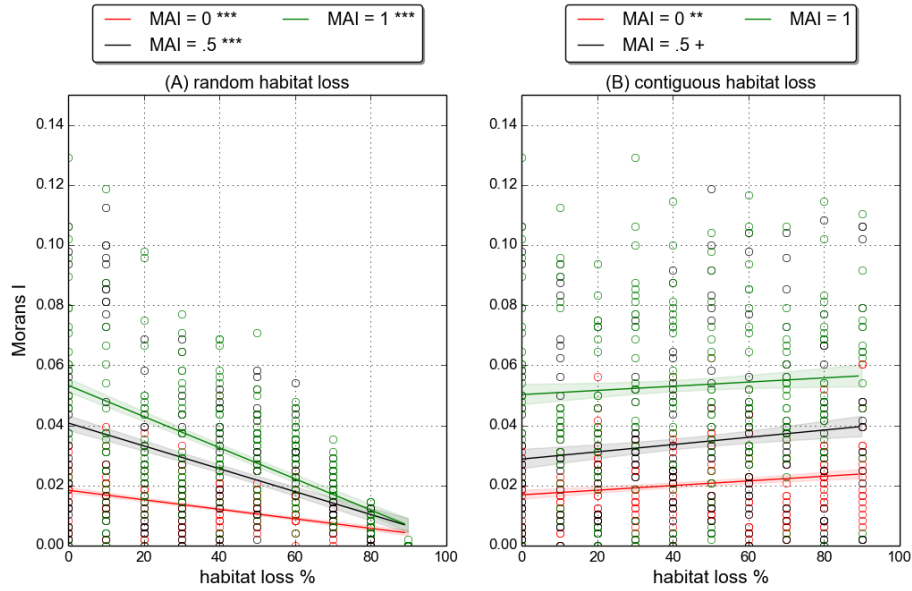 MAI = 0 *** MAI = 1 ***
MAI = .5 ***
MAI = 0 ** MAI = 1
MAI = .5 +
(A) random habitat loss
(B) contiguous habitat loss
Morans I
0.14
0.12
0.10
0.08
0.06
0.04
0.02
0.00
0 20 40 60 80 100
habitat loss %
0.14
0.12
0.10
0.08
0.06
0.04
0.02
0.00
0 20 40 60 80 100
habitat loss %